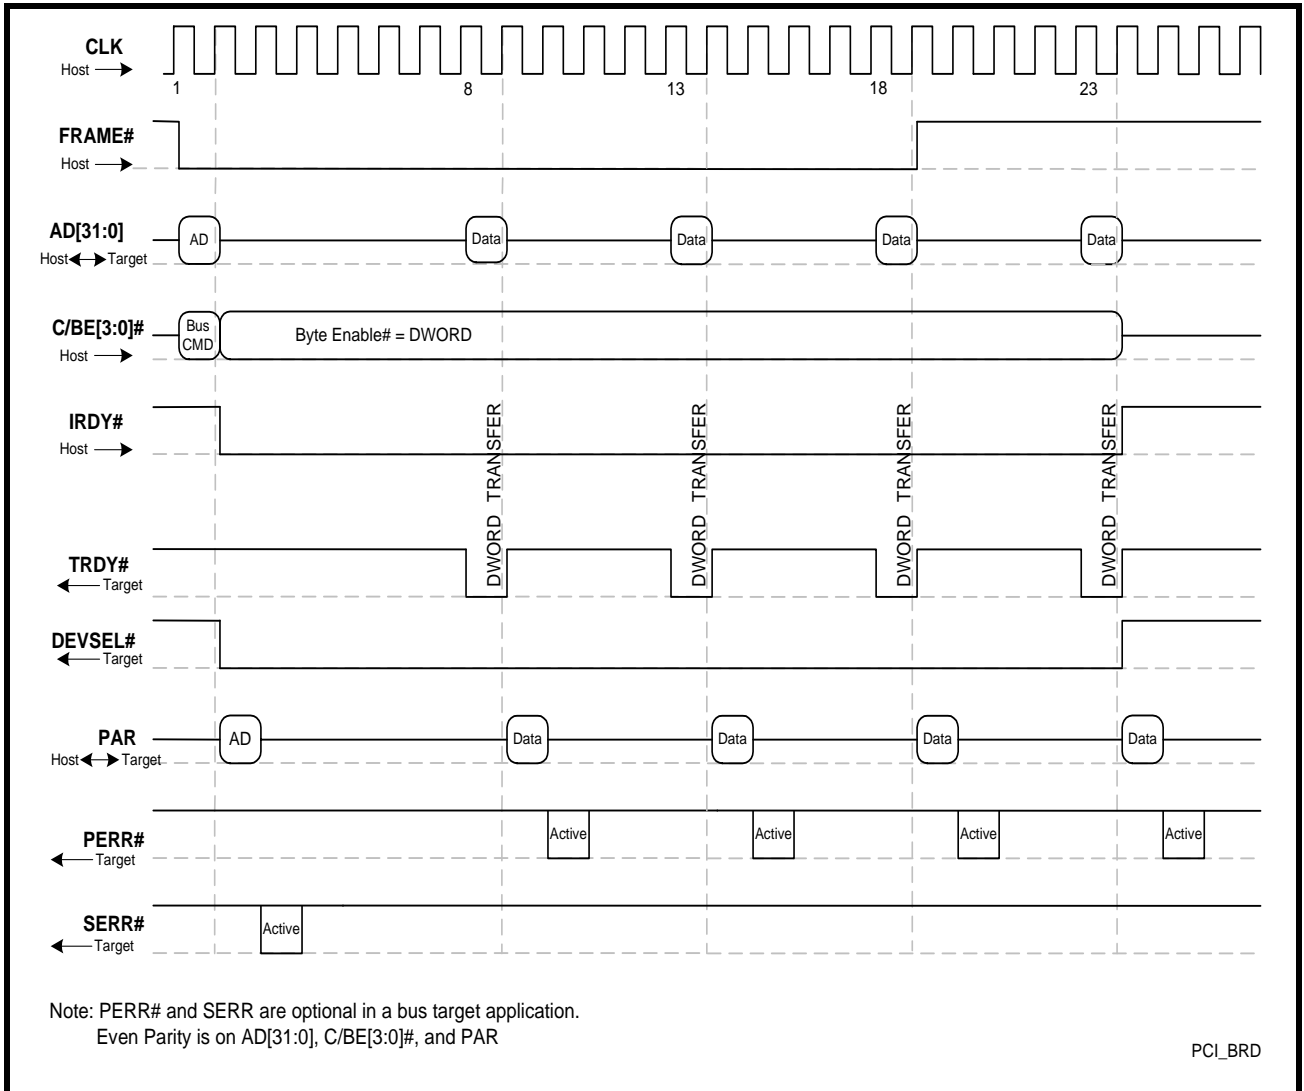 CLK
Host
1 8 13 18 23
FRAME#
Host
AD[31:0]
Host Target
AD Data Data Data Data
C/BE[3:0]#
Host
Bus
CMD
Byte Enable# = DWORD
IRDY#
Host
DWORD TRANSFER
DWORD TRANSFER
DWORD TRANSFER
DWORD TRANSFER
TRDY#
Target
DEVSEL#
Target
PAR
Host Target
AD Data Data Data Data
PERR#
Target
Active Active Active Active
SERR#
Target
Active
Note: PERR# and SERR are optional in a bus target application.
Even Parity is on AD[31:0], C/BE[3:0]#, and PAR
PCI_BRD